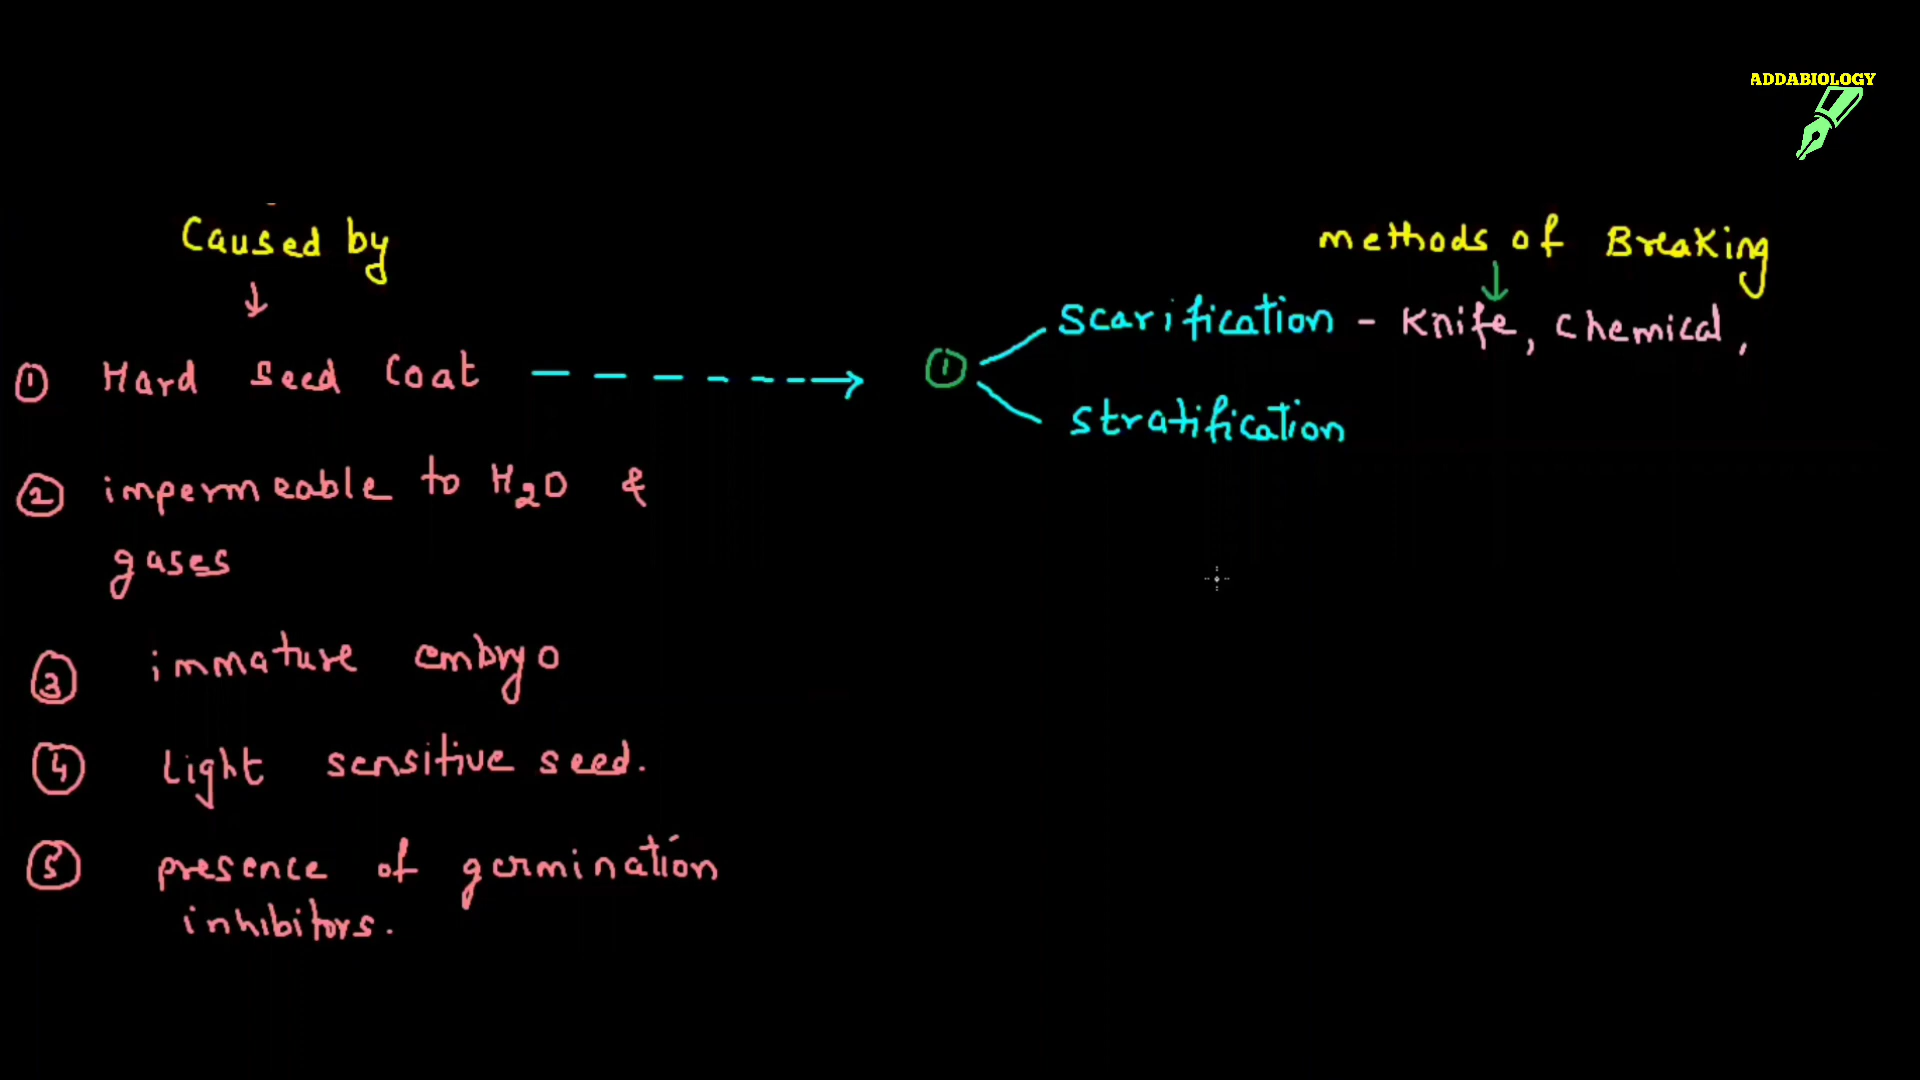 ADDABIOLOGY
Caused by
methods of Breaking
① Hard seed coat
① Scarification - Knife, chemical,
stratification
② impermeable to H2O &
gases
③ immature embryo
④ Light sensitive seed.
⑤ presence of germination
inhibitors.